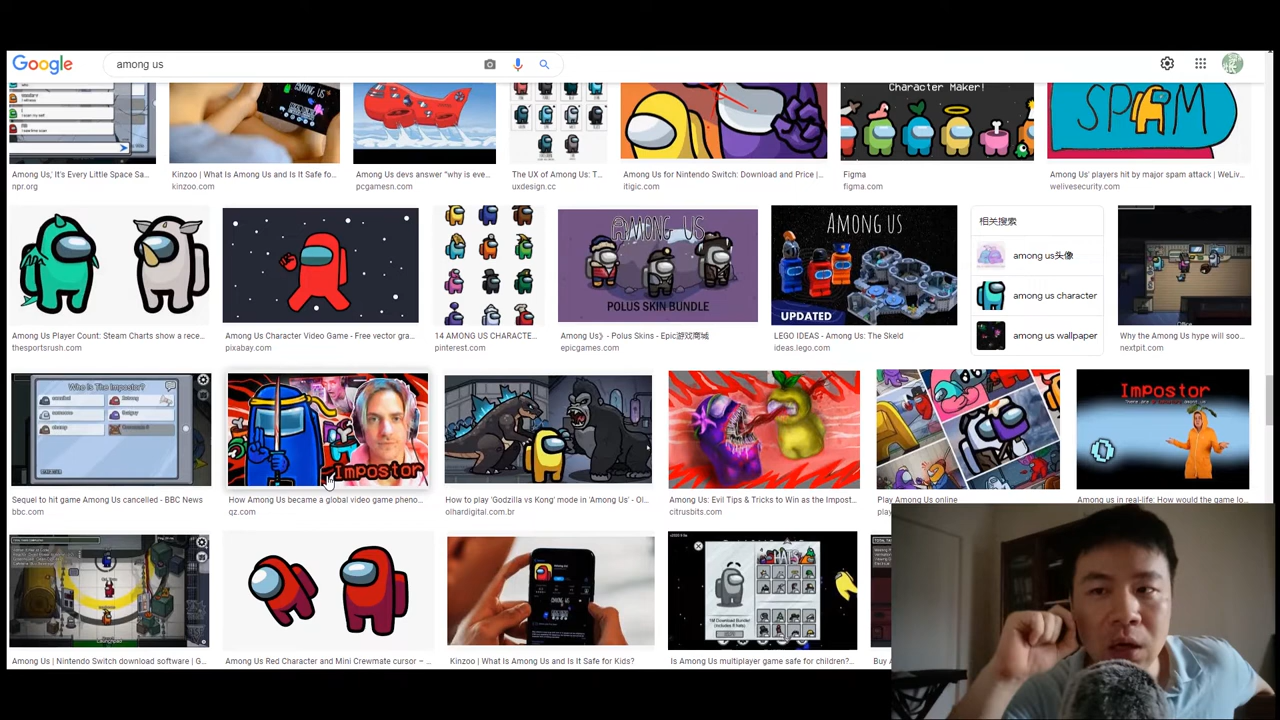 Google
among us
Character Maker!
SPAM
Among Us,' It's Every Little Space Sa...
npr.org
Kinzoo | What Is Among Us and Is It Safe fo...
kinzoo.com
Among Us devs answer "why is eve...
pcgamesn.com
The UX of Among Us: T...
uxdesign.cc
Among Us for Nintendo Switch: Download and Price |...
itigic.com
Figma
figma.com
Among Us' players hit by major spam attack | WeLiv...
welivesecurity.com
AMONG US
POLUS SKIN BUNDLE
AMONG US
UPDATED
相关搜索
among us头像
among us character
among us wallpaper
Office
Among Us Player Count: Steam Charts show a rece...
thesportsrush.com
Among Us Character Video Game - Free vector gra...
pixabay.com
14 AMONG US CHARACTE...
pinterest.com
Among Us》 - Polus Skins - Epic游戏商城
epicgames.com
LEGO IDEAS - Among Us: The Skeld
ideas.lego.com
Why the Among Us hype will soo...
nextpit.com
Who Is The Impostor?
Impostor
Impostor
Sequel to hit game Among Us cancelled - BBC News
bbc.com
How Among Us became a global video game pheno...
qz.com
How to play 'Godzilla vs Kong' mode in 'Among Us' - Ol...
olhardigital.com.br
Among Us: Evil Tips & Tricks to Win as the Impost...
citrusbits.com
Play Among Us online
Among us in real-life: How would the game lo...
Among Us | Nintendo Switch download software | G...
Among Us Red Character and Mini Crewmate cursor – ...
Kinzoo | What Is Among Us and Is It Safe for Kids?
Is Among Us multiplayer game safe for children?...